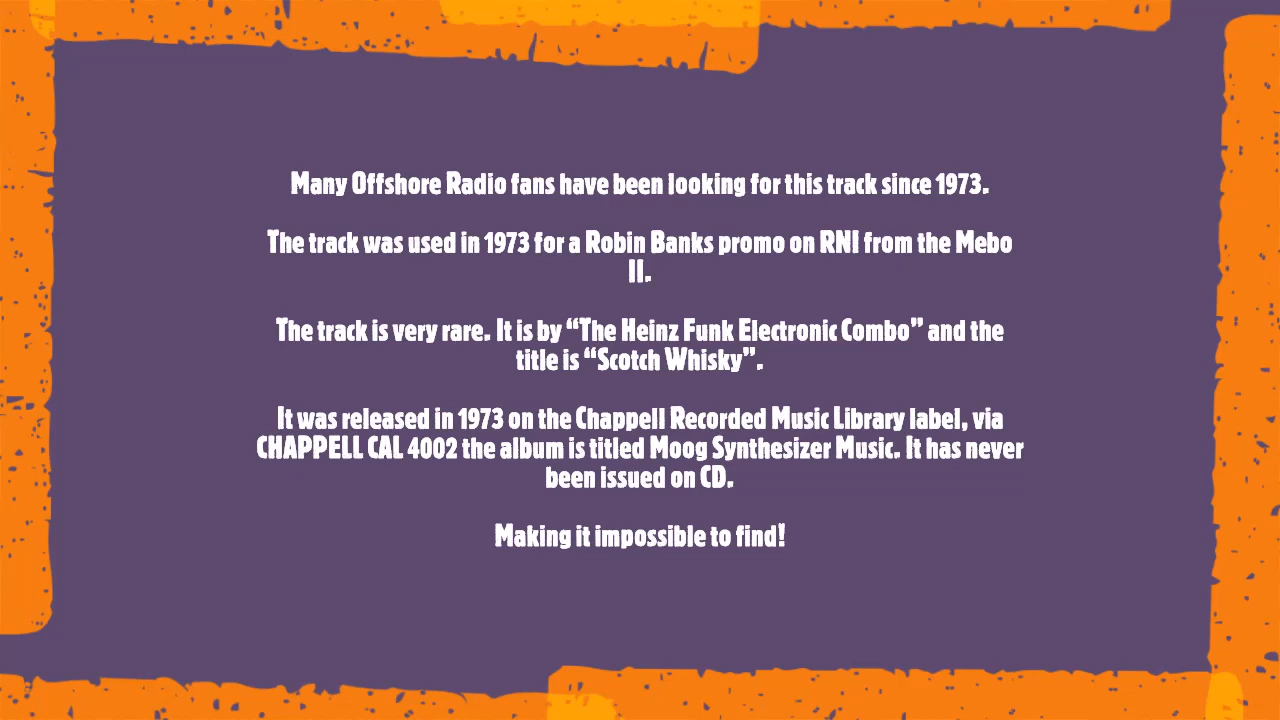 Many Offshore Radio fans have been looking for this track since 1973.
The track was used in 1973 for a Robin Banks promo on RNI from the Mebo
II.
The track is very rare. It is by “The Heinz Funk Electronic Combo” and the
title is “Scotch Whisky”.
It was released in 1973 on the Chappell Recorded Music Library label, via
CHAPPELL CAL 4002 the album is titled Moog Synthesizer Music. It has never
been issued on CD.
Making it impossible to find!